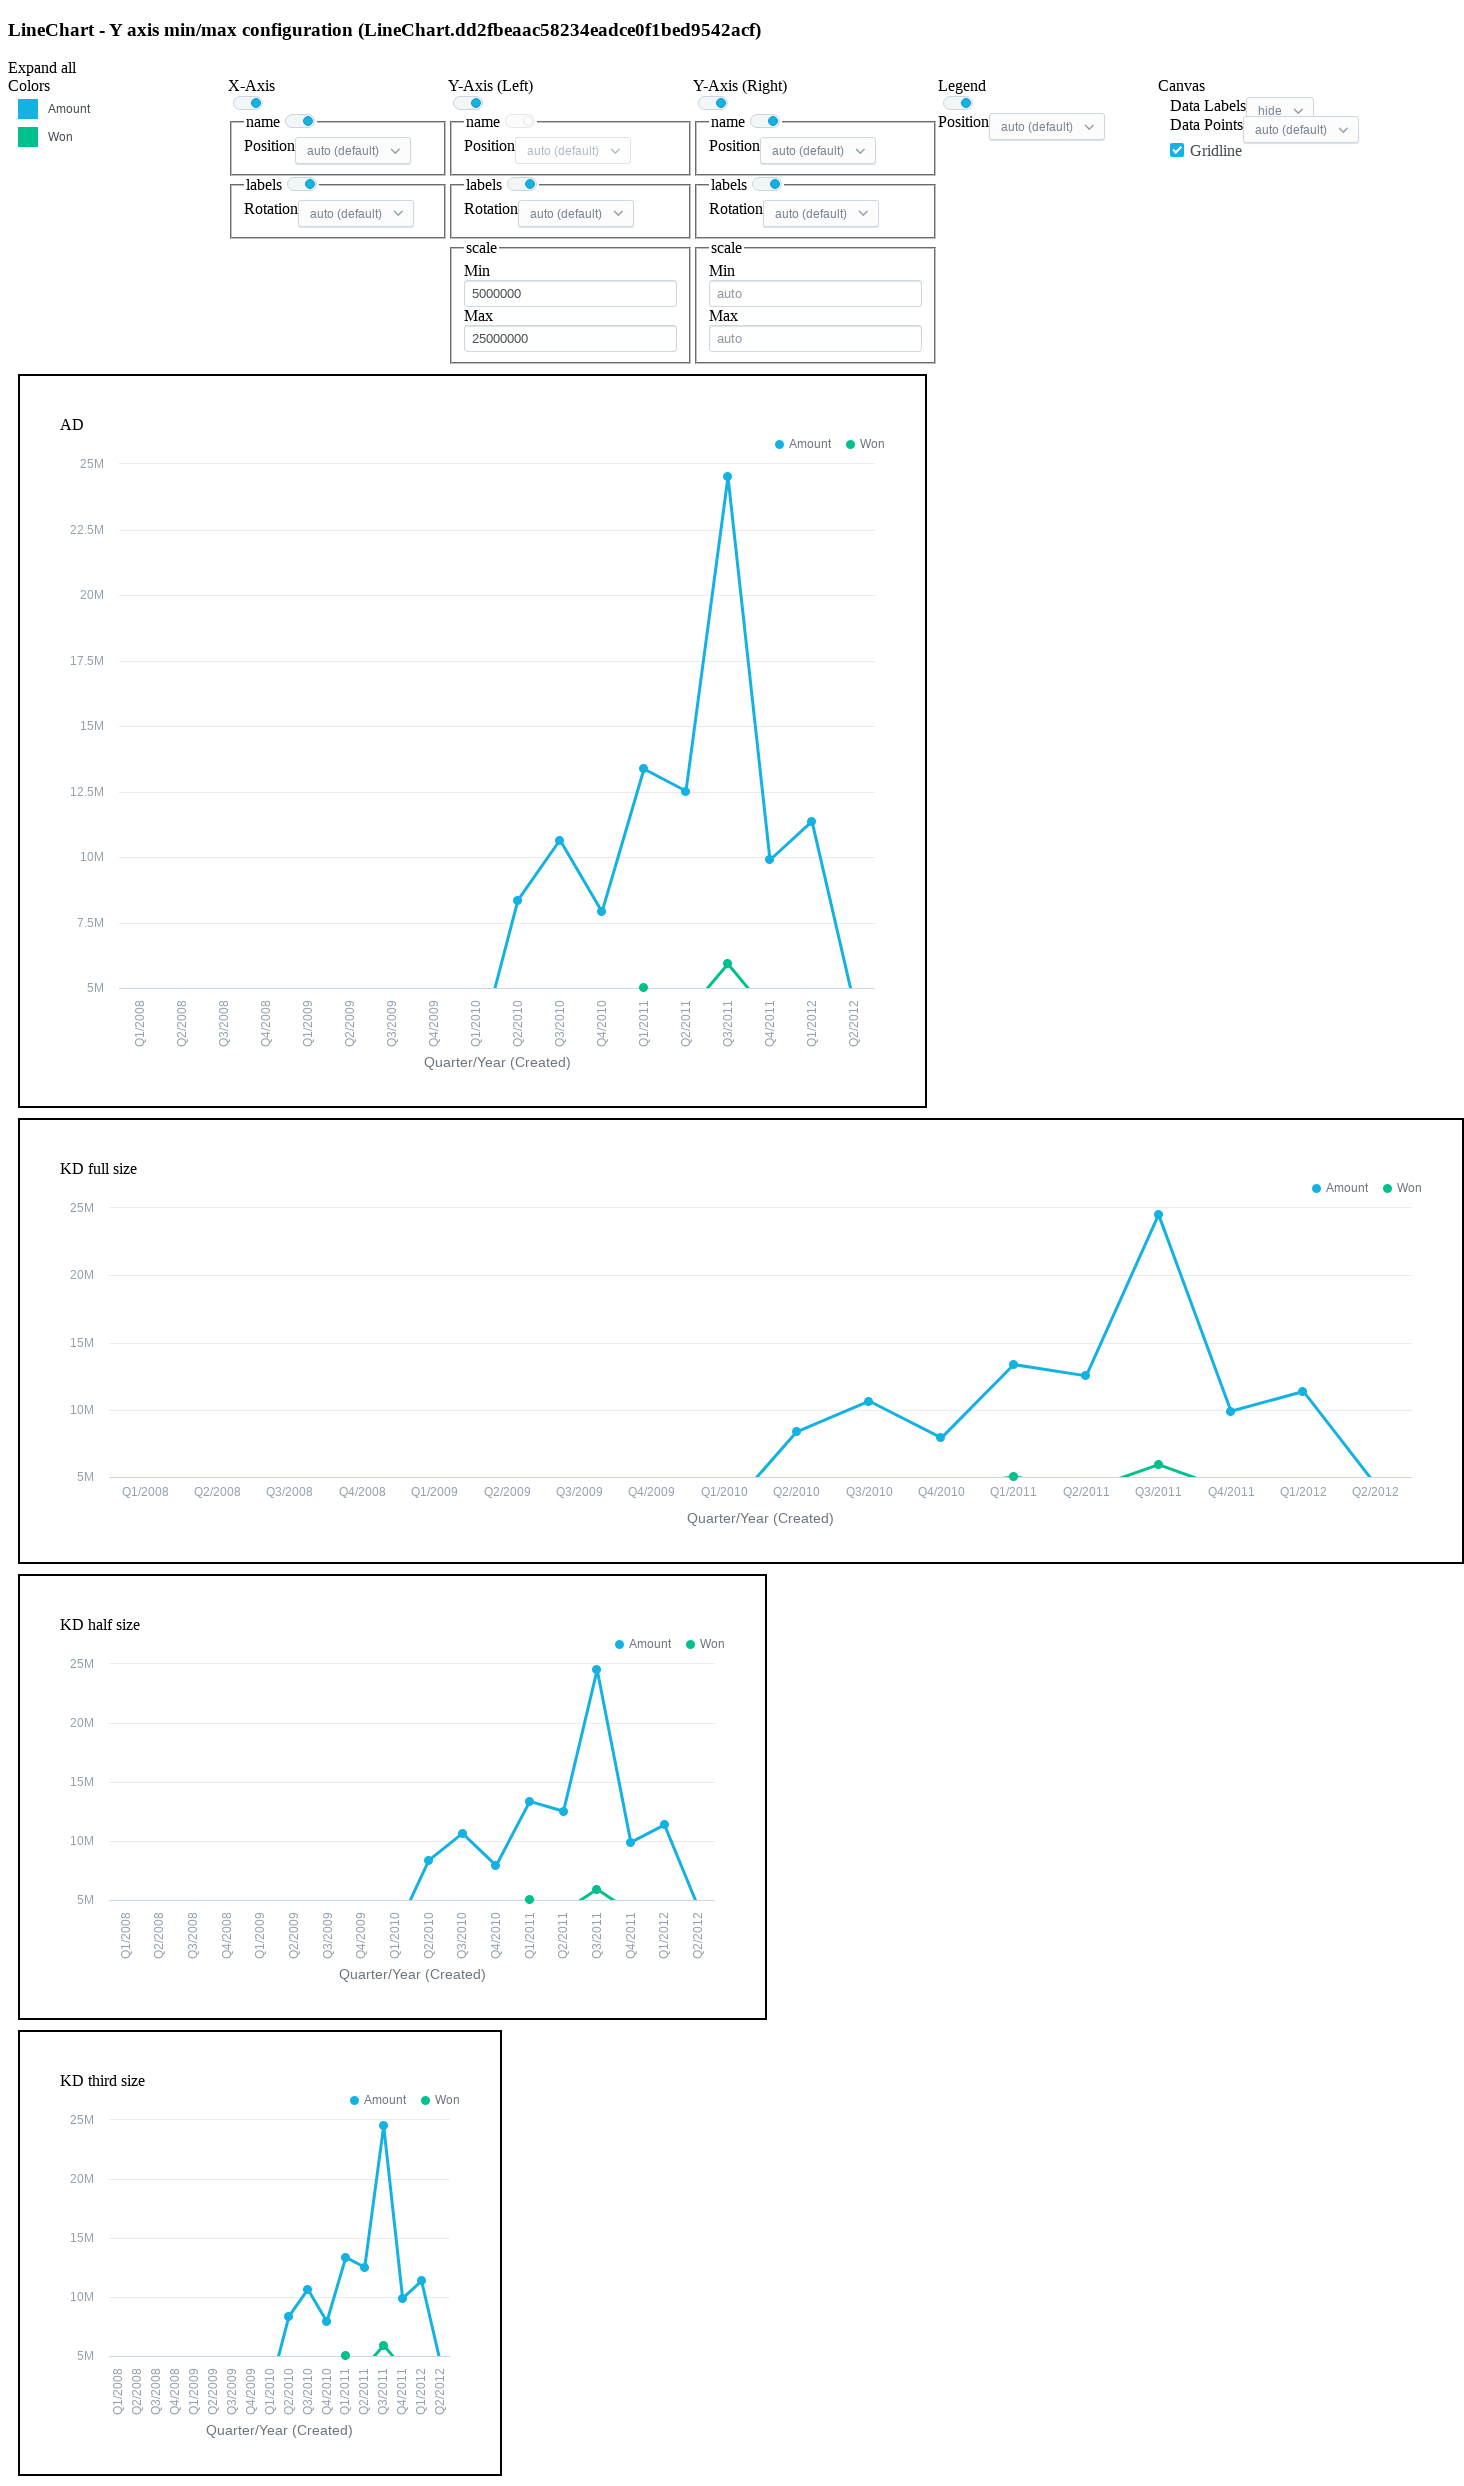 LineChart - Y axis min/max configuration (LineChart.dd2fbeaac58234eadce0f1bed9542acf)
Expand all
Colors
Amount
Won
X-Axis
name
Position auto (default)
labels
Rotation auto (default)
Y-Axis (Left)
name
Position auto (default)
labels
Rotation auto (default)
scale
Min
5000000
Max
25000000
Y-Axis (Right)
name
Position auto (default)
labels
Rotation auto (default)
scale
Min
auto
Max
auto
Legend
Position auto (default)
Canvas
Data Labels hide
Data Points auto (default)
Gridline
AD
Amount Won
25M
22.5M
20M
17.5M
15M
12.5M
10M
7.5M
5M
Q1/2008 Q2/2008 Q3/2008 Q4/2008 Q1/2009 Q2/2009 Q3/2009 Q4/2009 Q1/2010 Q2/2010 Q3/2010 Q4/2010 Q1/2011 Q2/2011 Q3/2011 Q4/2011 Q1/2012 Q2/2012
Quarter/Year (Created)
KD full size
Amount Won
25M
20M
15M
10M
5M
Q1/2008 Q2/2008 Q3/2008 Q4/2008 Q1/2009 Q2/2009 Q3/2009 Q4/2009 Q1/2010 Q2/2010 Q3/2010 Q4/2010 Q1/2011 Q2/2011 Q3/2011 Q4/2011 Q1/2012 Q2/2012
Quarter/Year (Created)
KD half size
Amount Won
25M
20M
15M
10M
5M
Q1/2008 Q2/2008 Q3/2008 Q4/2008 Q1/2009 Q2/2009 Q3/2009 Q4/2009 Q1/2010 Q2/2010 Q3/2010 Q4/2010 Q1/2011 Q2/2011 Q3/2011 Q4/2011 Q1/2012 Q2/2012
Quarter/Year (Created)
KD third size
Amount Won
25M
20M
15M
10M
5M
Q1/2008 Q2/2008 Q3/2008 Q4/2008 Q1/2009 Q2/2009 Q3/2009 Q4/2009 Q1/2010 Q2/2010 Q3/2010 Q4/2010 Q1/2011 Q2/2011 Q3/2011 Q4/2011 Q1/2012 Q2/2012
Quarter/Year (Created)